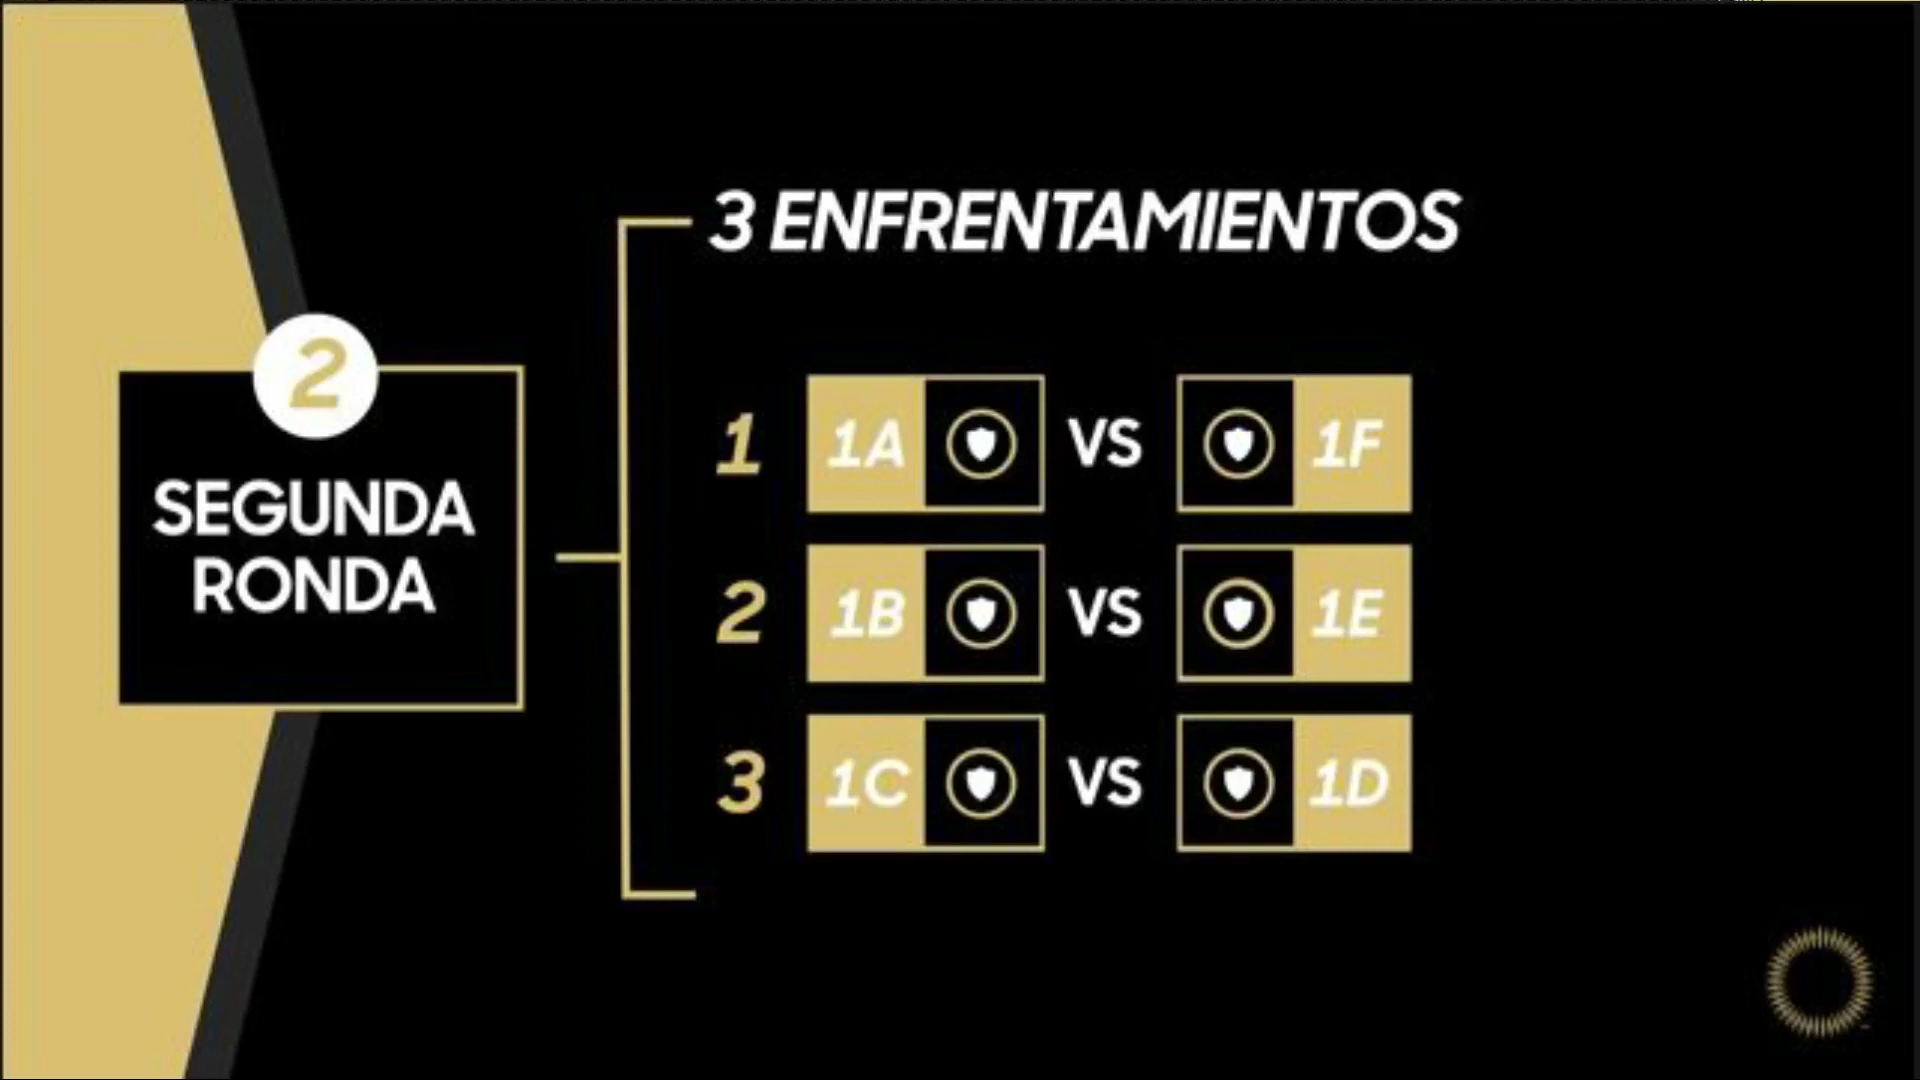 3 ENFRENTAMIENTOS
2
SEGUNDA
RONDA
1 1A VS 1F
2 1B VS 1E
3 1C VS 1D